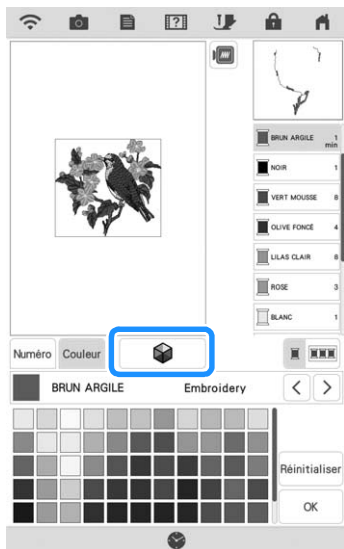 BRUN ARGILE 1 min
NOIR 1
VERT MOUSSE 8
OLIVE FONCÉ 4
LILAS CLAIR 8
ROSE 3
BLANC 1
Numéro Couleur
BRUN ARGILE Embroidery < >
Réinitialiser
OK